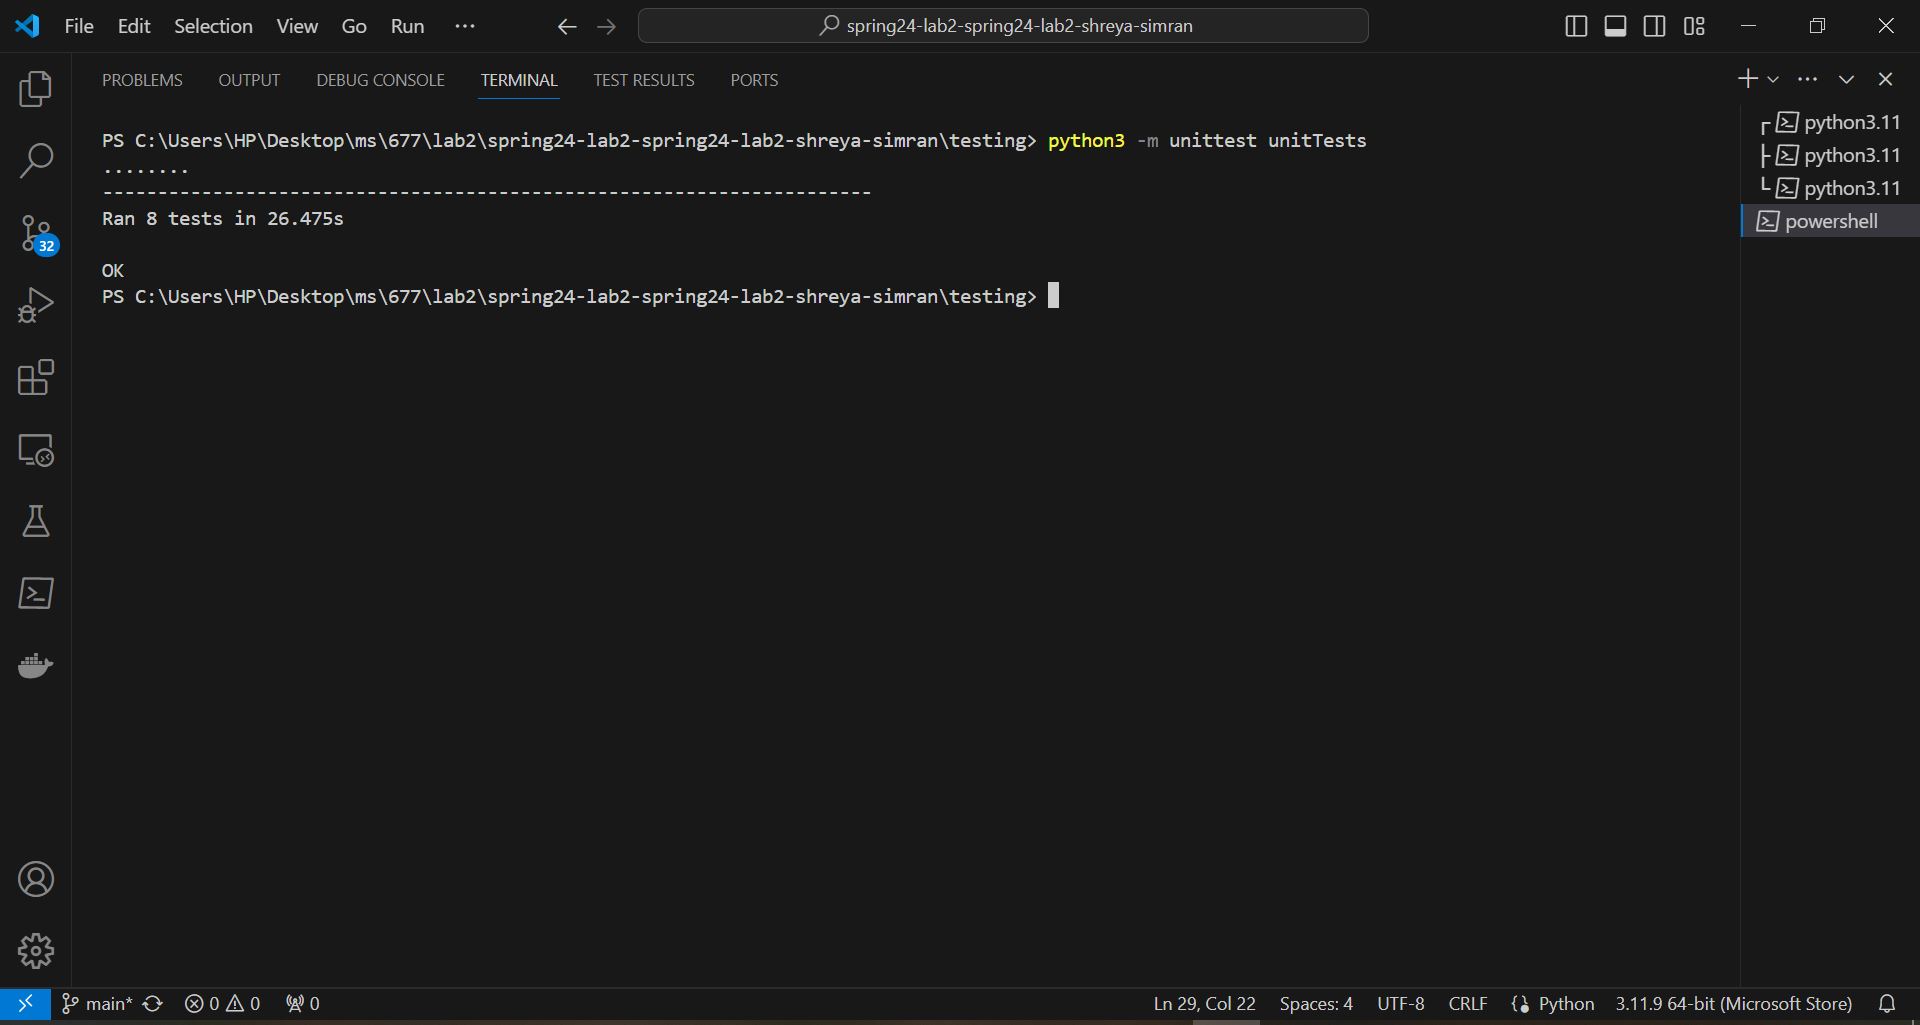 File Edit Selection View Go Run ···
spring24-lab2-spring24-lab2-shreya-simran
PROBLEMS OUTPUT DEBUG CONSOLE TERMINAL TEST RESULTS PORTS
PS C:\Users\HP\Desktop\ms\677\lab2\spring24-lab2-spring24-lab2-shreya-simran\testing> python3 -m unittest unitTests
........
----------------------------------------------------------------------
Ran 8 tests in 26.475s
OK
PS C:\Users\HP\Desktop\ms\677\lab2\spring24-lab2-spring24-lab2-shreya-simran\testing>
python3.11
python3.11
python3.11
powershell
32
main* 0 0 0 Ln 29, Col 22 Spaces: 4 UTF-8 CRLF Python 3.11.9 64-bit (Microsoft Store)